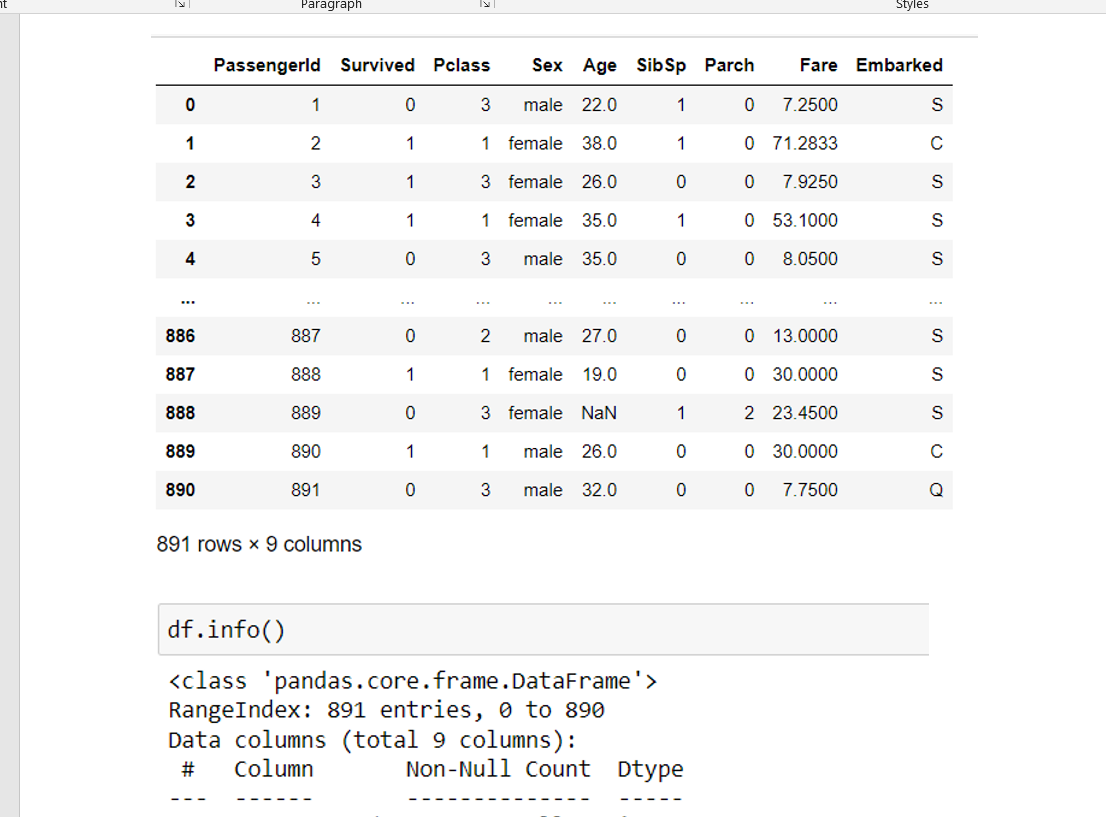 nt Paragraph Styles
PassengerId Survived Pclass Sex Age SibSp Parch Fare Embarked
0 1 0 3 male 22.0 1 0 7.2500 S
1 2 1 1 female 38.0 1 0 71.2833 C
2 3 1 3 female 26.0 0 0 7.9250 S
3 4 1 1 female 35.0 1 0 53.1000 S
4 5 0 3 male 35.0 0 0 8.0500 S
... ... ... ... ... ... ... ... ... ...
886 887 0 2 male 27.0 0 0 13.0000 S
887 888 1 1 female 19.0 0 0 30.0000 S
888 889 0 3 female NaN 1 2 23.4500 S
889 890 1 1 male 26.0 0 0 30.0000 C
890 891 0 3 male 32.0 0 0 7.7500 Q
891 rows × 9 columns
df.info()
<class 'pandas.core.frame.DataFrame'>
RangeIndex: 891 entries, 0 to 890
Data columns (total 9 columns):
# Column Non-Null Count Dtype
--- ------ -------------- -----